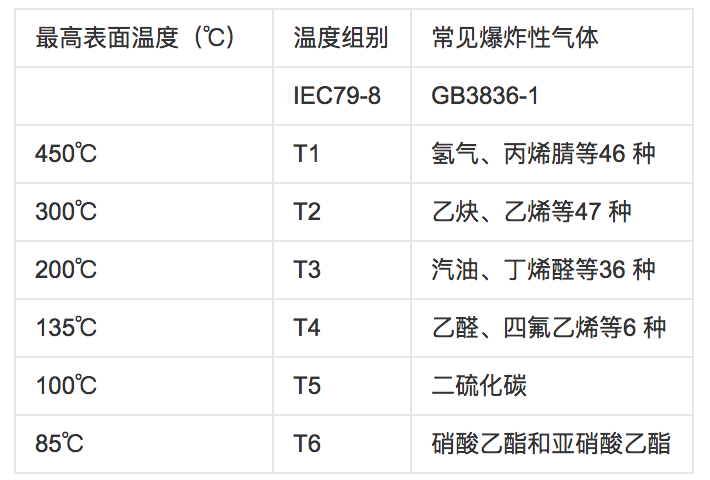 最高表面温度（℃） 温度组别 常见爆炸性气体
IEC79-8 GB3836-1
450℃ T1 氢气、丙烯腈等46 种
300℃ T2 乙炔、乙烯等47 种
200℃ T3 汽油、丁烯醛等36 种
135℃ T4 乙醛、四氟乙烯等6 种
100℃ T5 二硫化碳
85℃ T6 硝酸乙酯和亚硝酸乙酯